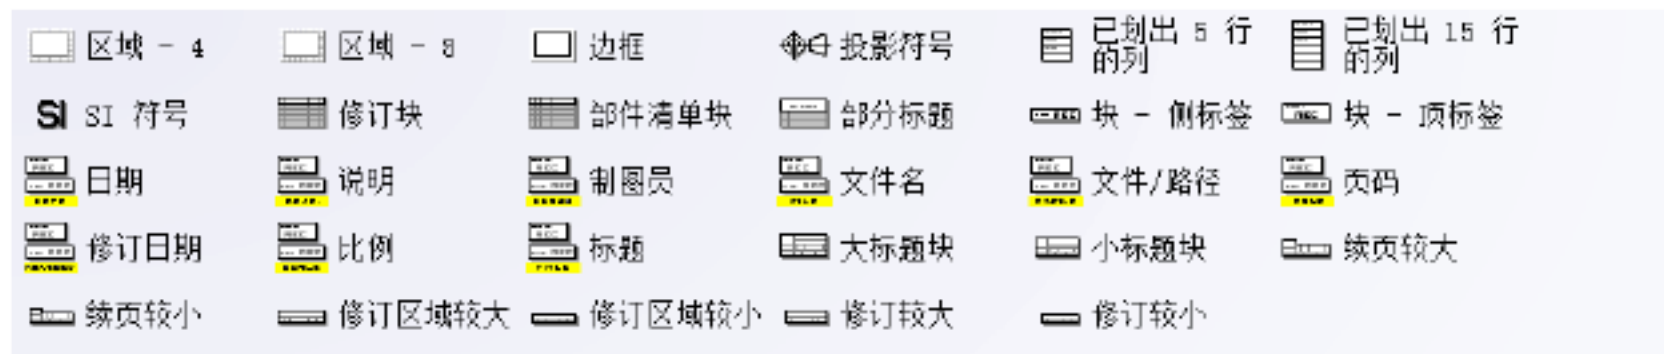 区域 - 4
区域 - 8
边框
投影符号
已划出 5 行
的列
已划出 15 行
的列
SI SI 符号
修订块
部件清单块
部分标题
块 - 侧标签
块 - 顶标签
日期
说明
制图员
文件名
文件/路径
页码
修订日期
比例
标题
大标题块
小标题块
续页较大
续页较小
修订区域较大
修订区域较小
修订较大
修订较小